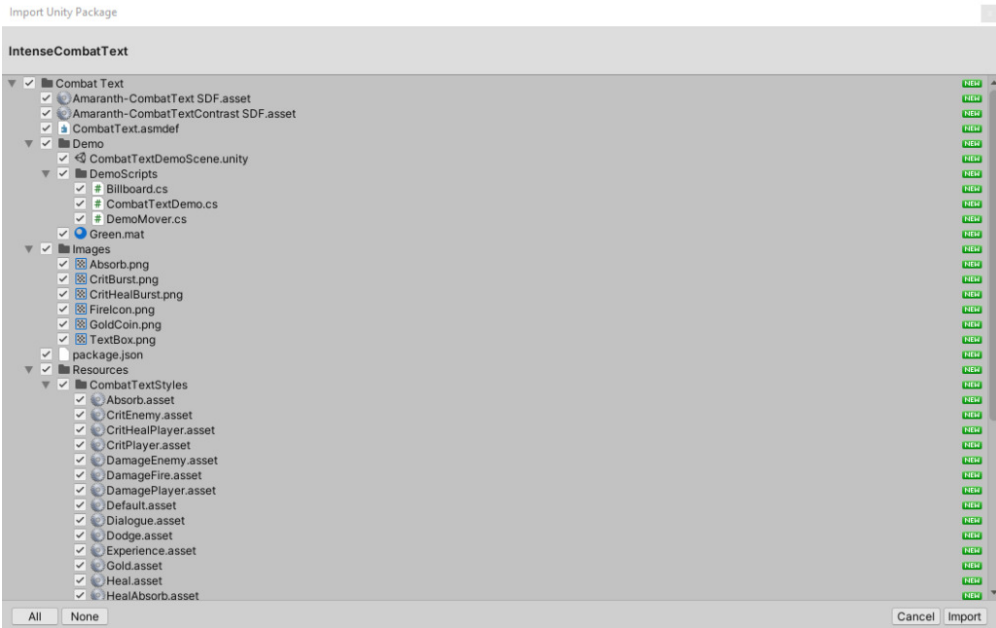 Import Unity Package
x
IntenseCombatText
Combat Text NEW
Amaranth-CombatText SDF.asset NEW
Amaranth-CombatTextContrast SDF.asset NEW
CombatText.asmdef NEW
Demo NEW
CombatTextDemoScene.unity NEW
DemoScripts NEW
# Billboard.cs NEW
# CombatTextDemo.cs NEW
# DemoMover.cs NEW
Green.mat NEW
Images NEW
Absorb.png NEW
CritBurst.png NEW
CritHealBurst.png NEW
FireIcon.png NEW
GoldCoin.png NEW
TextBox.png NEW
package.json NEW
Resources NEW
CombatTextStyles NEW
Absorb.asset NEW
CritEnemy.asset NEW
CritHealPlayer.asset NEW
CritPlayer.asset NEW
DamageEnemy.asset NEW
DamageFire.asset NEW
DamagePlayer.asset NEW
Default.asset NEW
Dialogue.asset NEW
Dodge.asset NEW
Experience.asset NEW
Gold.asset NEW
Heal.asset NEW
HealAbsorb.asset NEW
All None Cancel Import